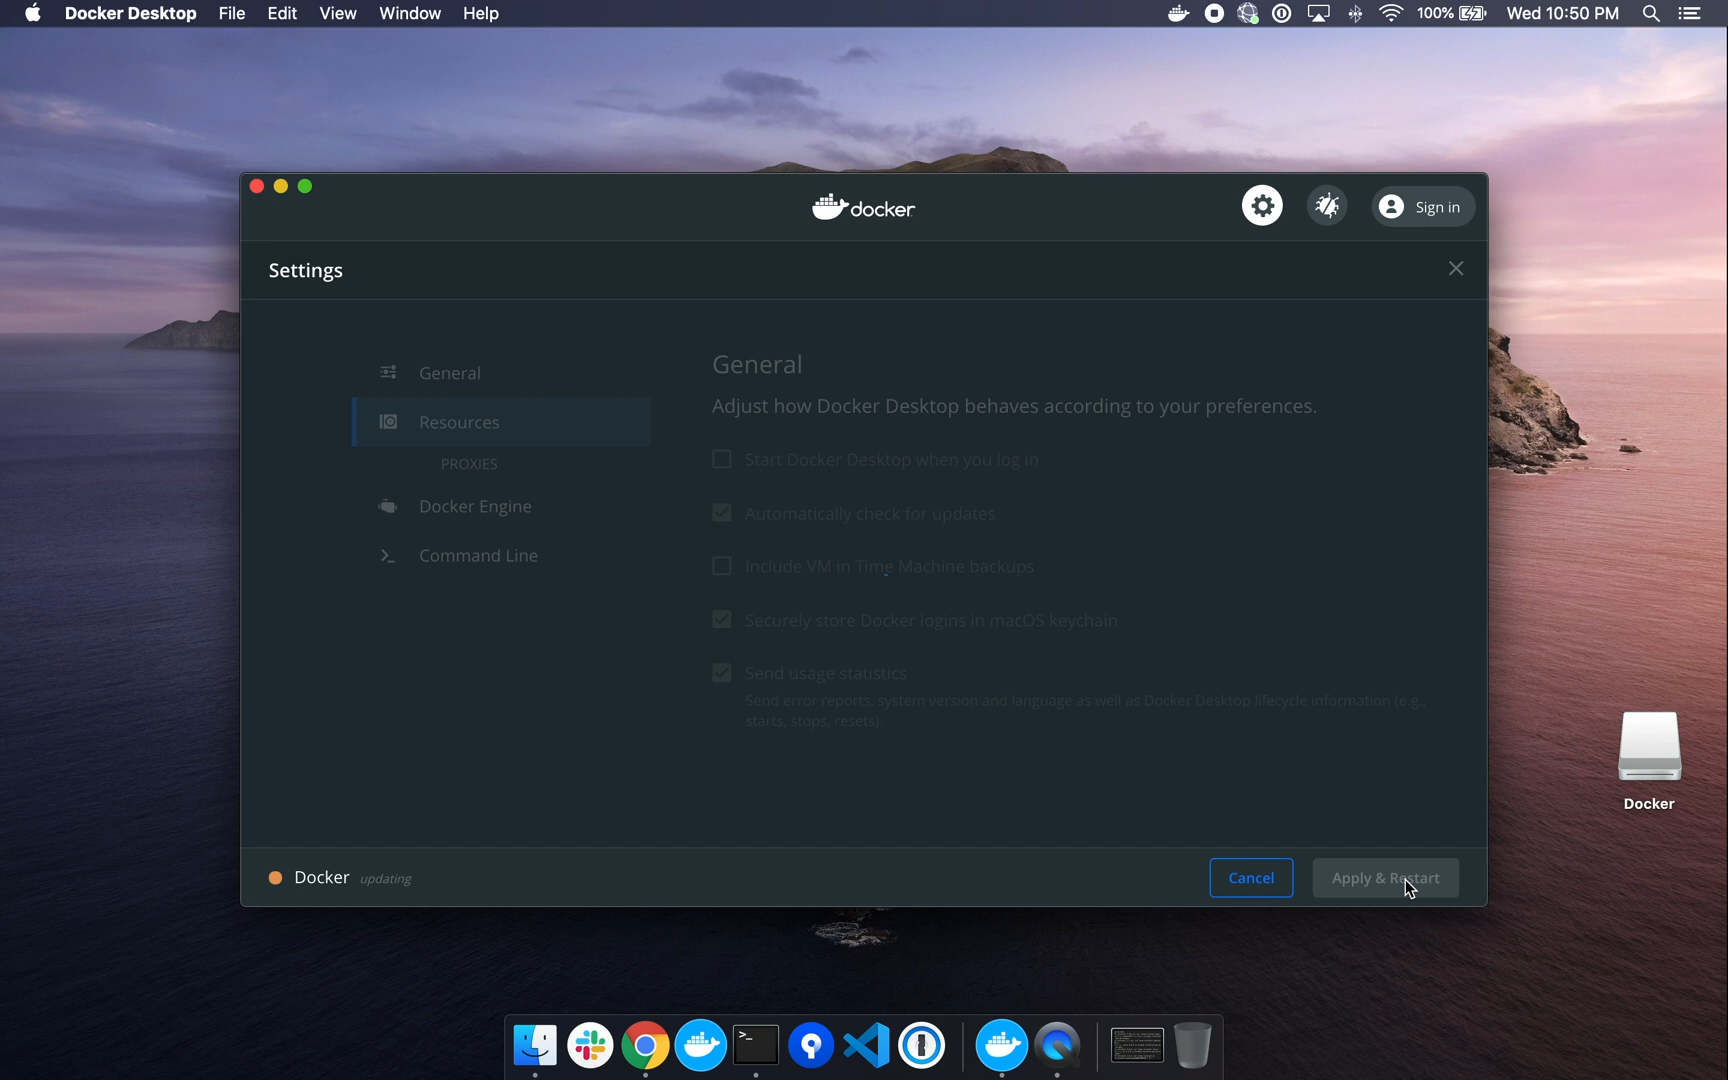 Docker Desktop File Edit View Window Help 100% Wed 10:50 PM
docker
Sign in
Settings
General
Resources
PROXIES
Docker Engine
Command Line
General
Adjust how Docker Desktop behaves according to your preferences.
Start Docker Desktop when you log in
Automatically check for updates
Include VM in Time Machine backups
Securely store Docker logins in macOS keychain
Send usage statistics
Send error reports, system version and language as well as Docker Desktop lifecycle information (e.g.,
starts, stops, resets).
Docker updating
Cancel
Apply & Restart
Docker